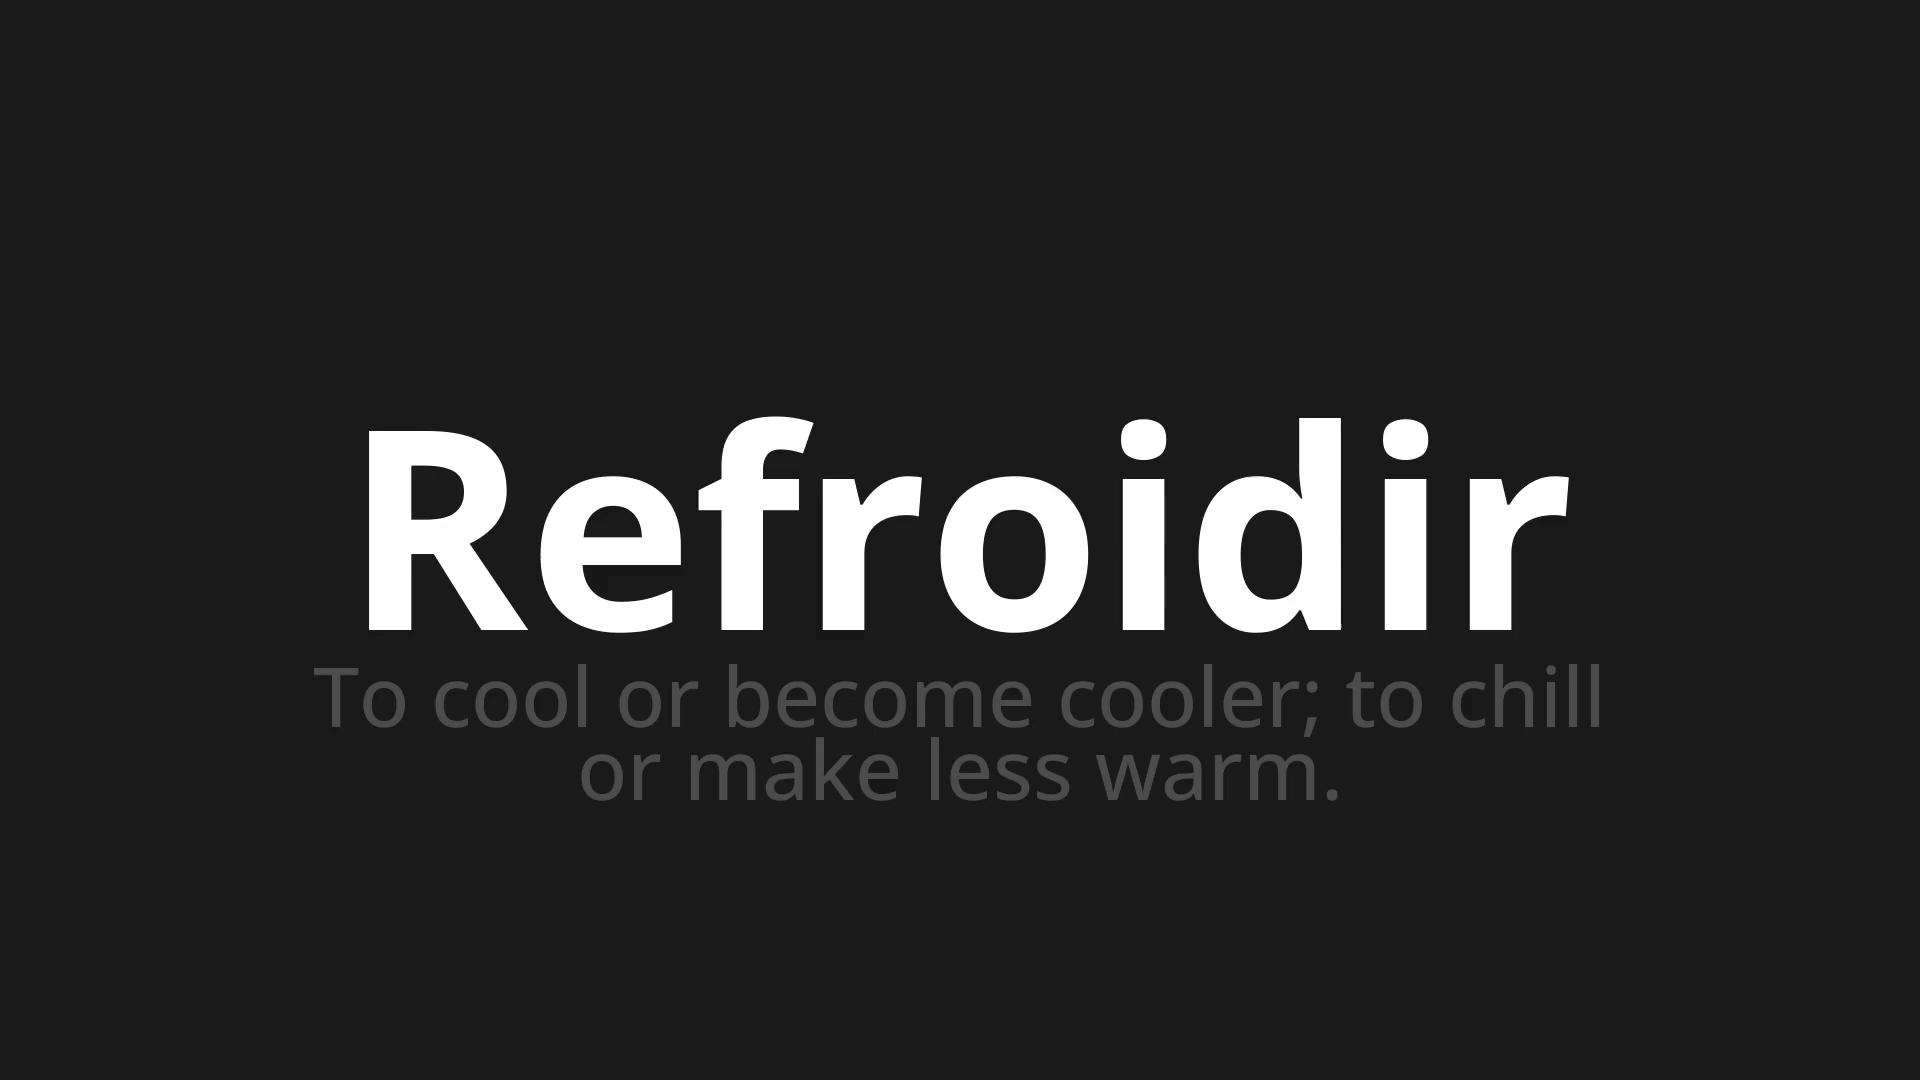 Refroidir
To cool or become cooler; to chill
or make less warm.